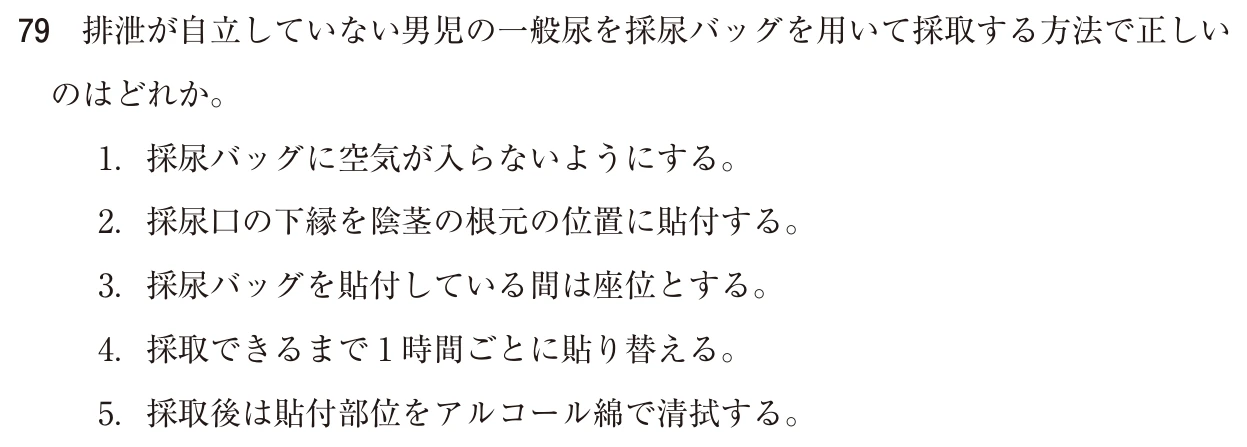 79 排泄が自立していない男児の一般尿を採尿バッグを用いて採取する方法で正しい
のはどれか。
1. 採尿バッグに空気が入らないようにする。
2. 採尿口の下縁を陰茎の根元の位置に貼付する。
3. 採尿バッグを貼付している間は座位とする。
4. 採取できるまで1時間ごとに貼り替える。
5. 採取後は貼付部位をアルコール綿で清拭する。